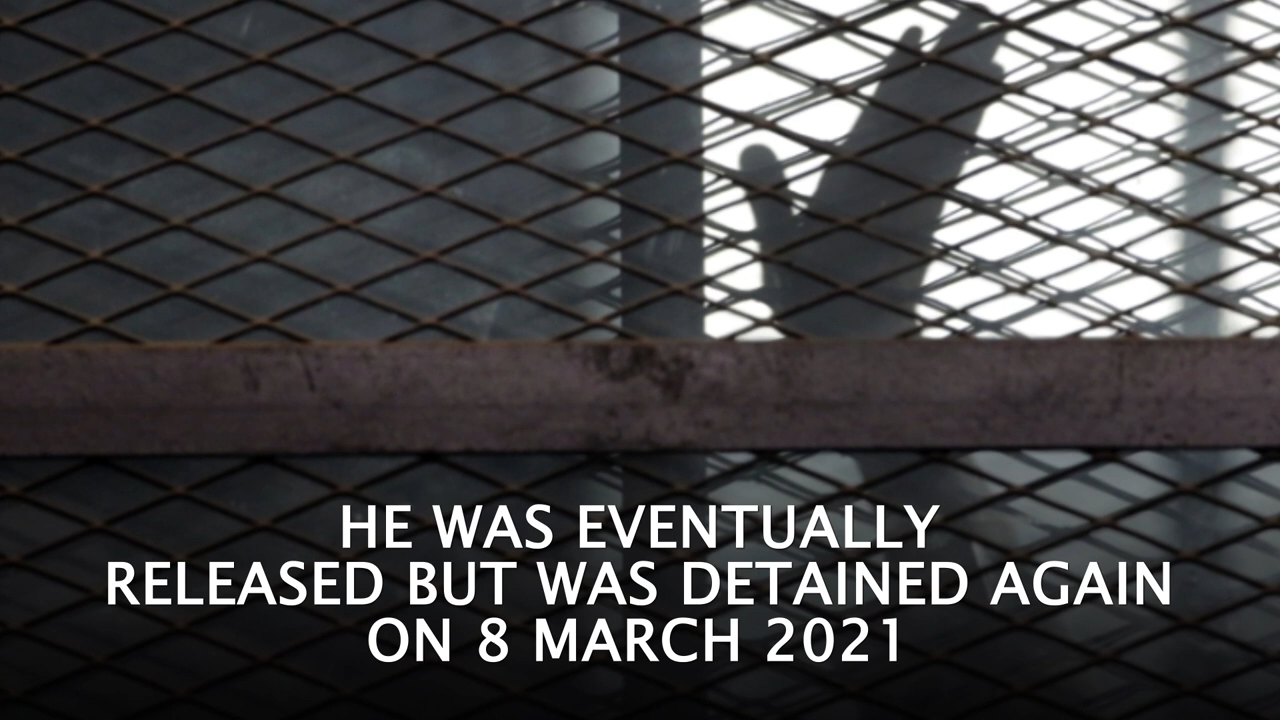 HE WAS EVENTUALLY
RELEASED BUT WAS DETAINED AGAIN
ON 8 MARCH 2021